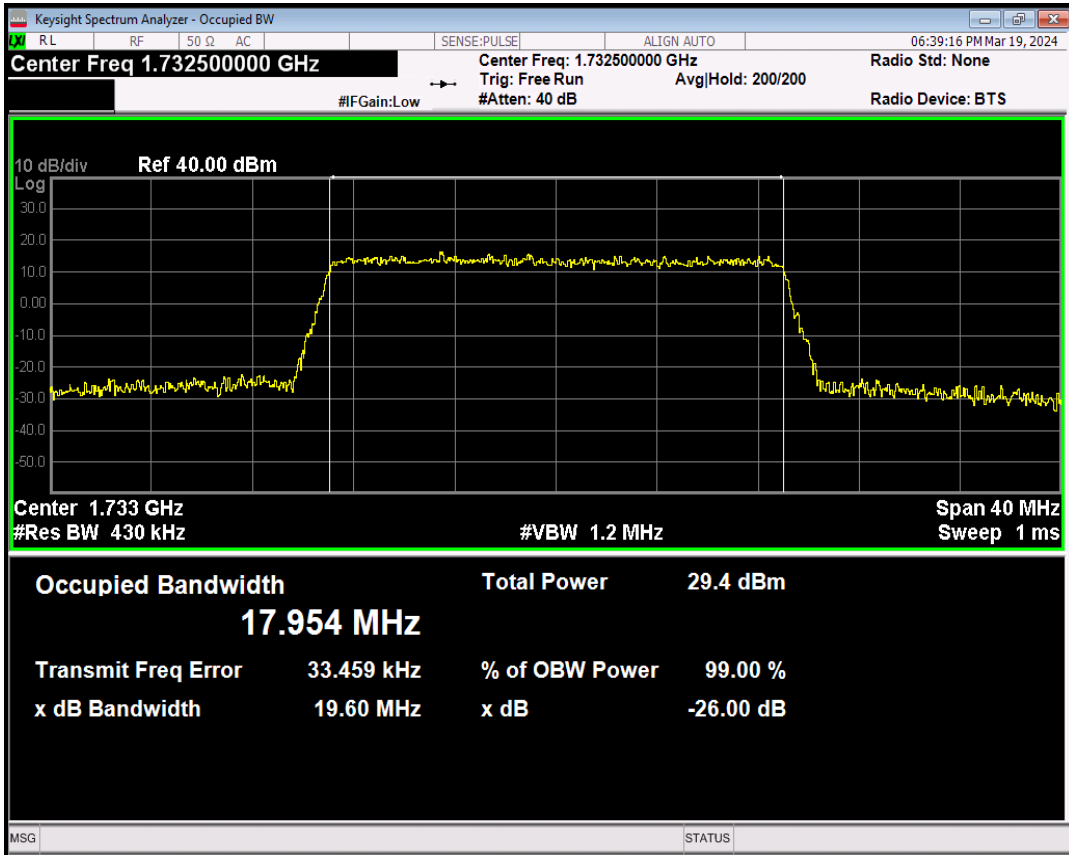 Keysight Spectrum Analyzer - Occupied BW
LXI RL RF 50 Ω AC SENSE:PULSE ALIGN AUTO 06:39:16 PM Mar 19, 2024
Center Freq 1.732500000 GHz
Center Freq: 1.732500000 GHz
Radio Std: None
Trig: Free Run Avg|Hold: 200/200
#IFGain:Low
#Atten: 40 dB
Radio Device: BTS
10 dB/div Ref 40.00 dBm
Log
30.0
20.0
10.0
0.00
-10.0
-20.0
-30.0
-40.0
-50.0
Center 1.733 GHz Span 40 MHz
#Res BW 430 kHz #VBW 1.2 MHz Sweep 1 ms
Occupied Bandwidth Total Power 29.4 dBm
17.954 MHz
Transmit Freq Error 33.459 kHz % of OBW Power 99.00 %
x dB Bandwidth 19.60 MHz x dB -26.00 dB
MSG STATUS